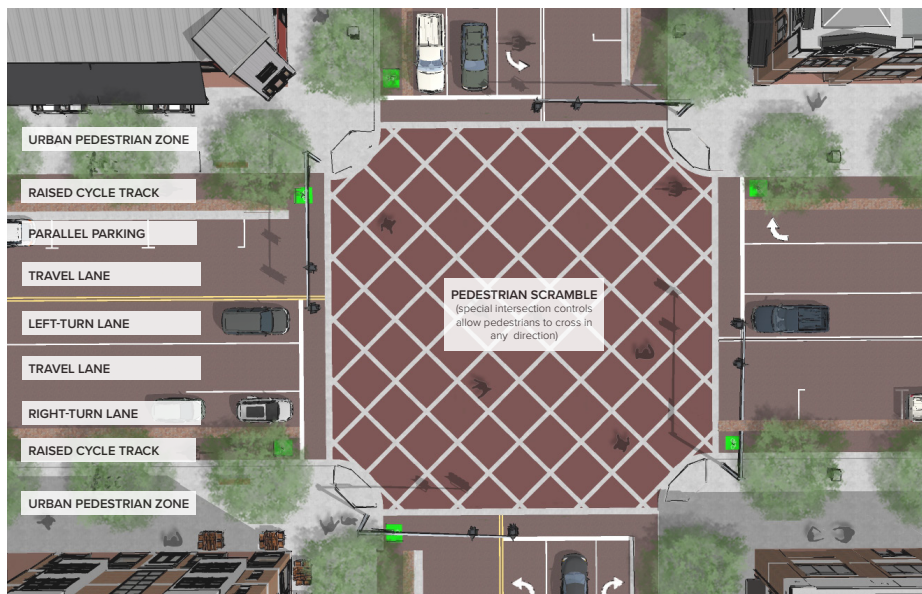 URBAN PEDESTRIAN ZONE
RAISED CYCLE TRACK
PARALLEL PARKING
TRAVEL LANE
LEFT-TURN LANE
TRAVEL LANE
RIGHT-TURN LANE
RAISED CYCLE TRACK
URBAN PEDESTRIAN ZONE
PEDESTRIAN SCRAMBLE
(special intersection controls
allow pedestrians to cross in
any direction)